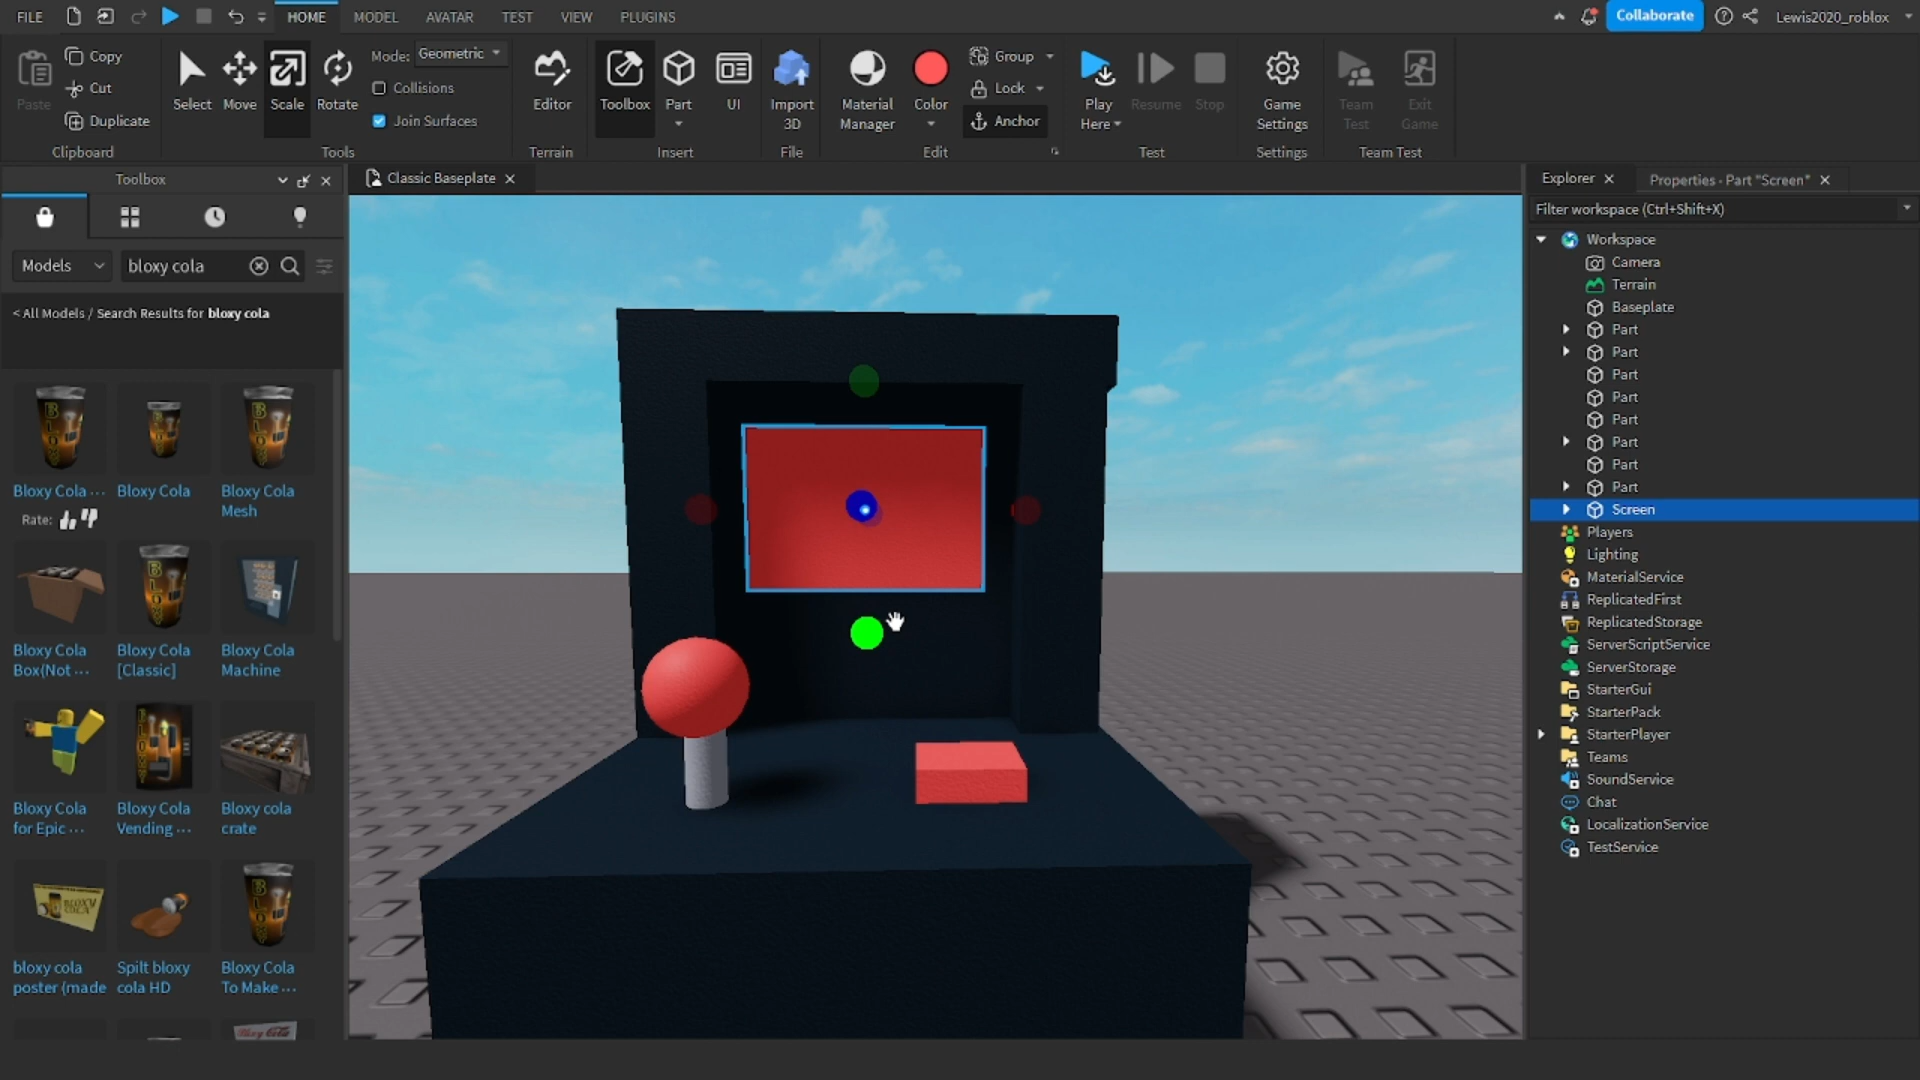 FILE HOME MODEL AVATAR TEST VIEW PLUGINS Collaborate Lewis2020_roblox
Paste Copy Cut Duplicate
Clipboard
Select Move Scale Rotate
Mode: Geometric
Collisions
Join Surfaces
Tools
Editor
Terrain
Toolbox Part UI
Insert
Import 3D
File
Material Manager
Color
Group
Lock
Anchor
Edit
Play Here Resume Stop
Test
Game Settings
Settings
Team Test
Exit Game
Team Test
Toolbox
Models bloxy cola
< All Models / Search Results for bloxy cola
Bloxy Cola ...
Rate:
Bloxy Cola
Bloxy Cola Mesh
Bloxy Cola Box(Not ...
Bloxy Cola [Classic]
Bloxy Cola Machine
Bloxy Cola for Epic ...
Bloxy Cola Vending ...
Bloxy cola crate
bloxy cola poster (made
Spilt bloxy cola HD
Bloxy Cola To Make ...
Classic Baseplate
Explorer Properties - Part "Screen"
Filter workspace (Ctrl+Shift+X)
Workspace
Camera
Terrain
Baseplate
Part
Part
Part
Part
Part
Part
Part
Part
Screen
Players
Lighting
MaterialService
ReplicatedFirst
ReplicatedStorage
ServerScriptService
ServerStorage
StarterGui
StarterPack
StarterPlayer
Teams
SoundService
Chat
LocalizationService
TestService